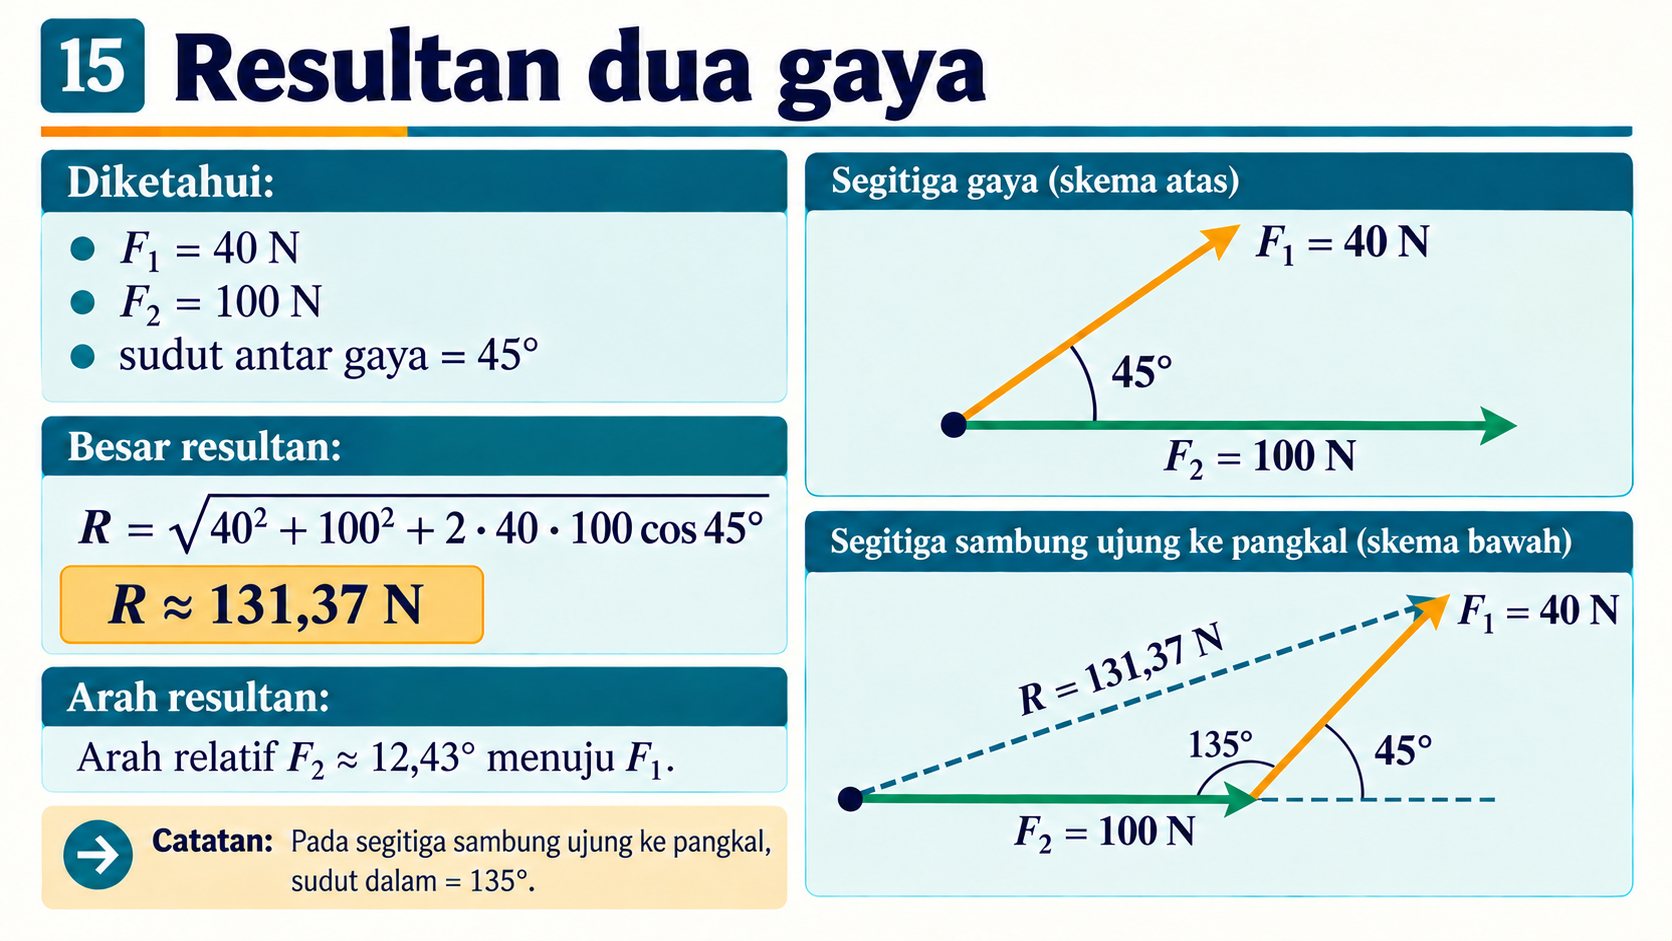 15 Resultan dua gaya
Diketahui:
F₁ = 40 N
F₂ = 100 N
sudut antar gaya = 45°
Besar resultan:
R = √40² + 100² + 2 · 40 · 100 cos 45°
R ≈ 131,37 N
Arah resultan:
Arah relatif F₂ ≈ 12,43° menuju F₁.
Catatan: Pada segitiga sambung ujung ke pangkal,
sudut dalam = 135°.
Segitiga gaya (skema atas)
F₁ = 40 N
45°
F₂ = 100 N
Segitiga sambung ujung ke pangkal (skema bawah)
F₁ = 40 N
R = 131,37 N
135°
45°
F₂ = 100 N